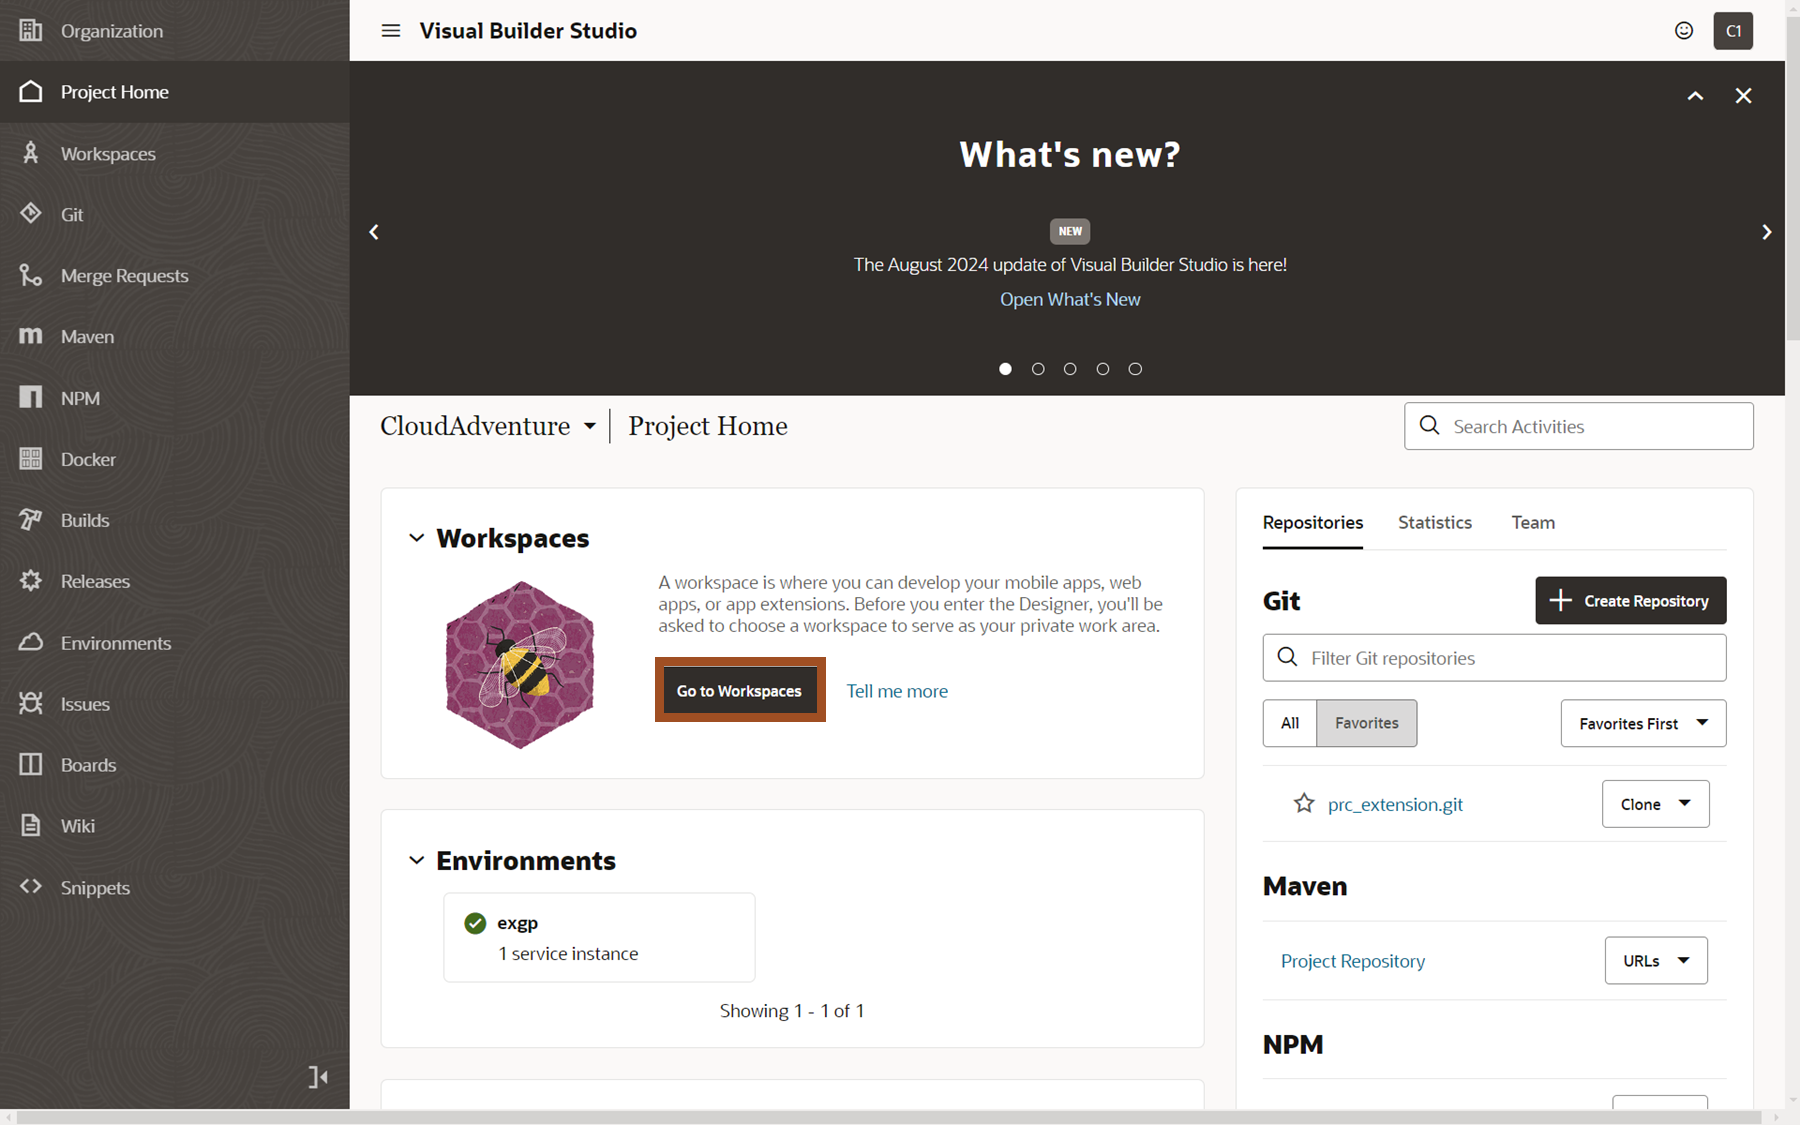 Organization
Project Home
Workspaces
Git
Merge Requests
Maven
NPM
Docker
Builds
Releases
Environments
Issues
Boards
Wiki
Snippets
Visual Builder Studio
C1
What's new?
NEW
The August 2024 update of Visual Builder Studio is here!
Open What's New
CloudAdventure
Project Home
Search Activities
Workspaces
A workspace is where you can develop your mobile apps, web
apps, or app extensions. Before you enter the Designer, you'll be
asked to choose a workspace to serve as your private work area.
Go to Workspaces
Tell me more
Environments
exgp
1 service instance
Showing 1 - 1 of 1
Repositories
Statistics
Team
Git
Create Repository
Filter Git repositories
All
Favorites
Favorites First
prc_extension.git
Clone
Maven
Project Repository
URLs
NPM